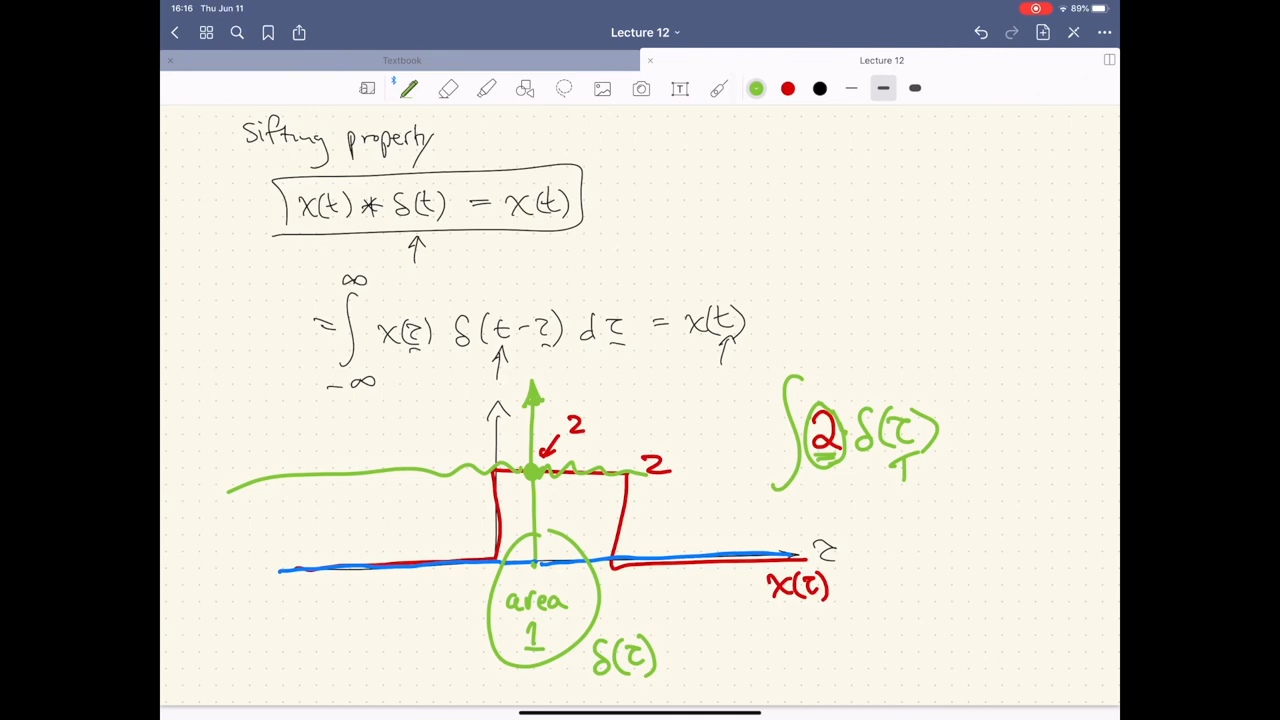 16:16 Thu Jun 11
89%
Lecture 12
Textbook
Lecture 12
T
Sifting property
x(t) * δ(t) = x(t)
= ∫_{-∞}^{∞} x(τ) δ(t-τ) dτ = x(t)
2
2
∫ 2 δ(τ)
τ
x(τ)
area
1
δ(τ)